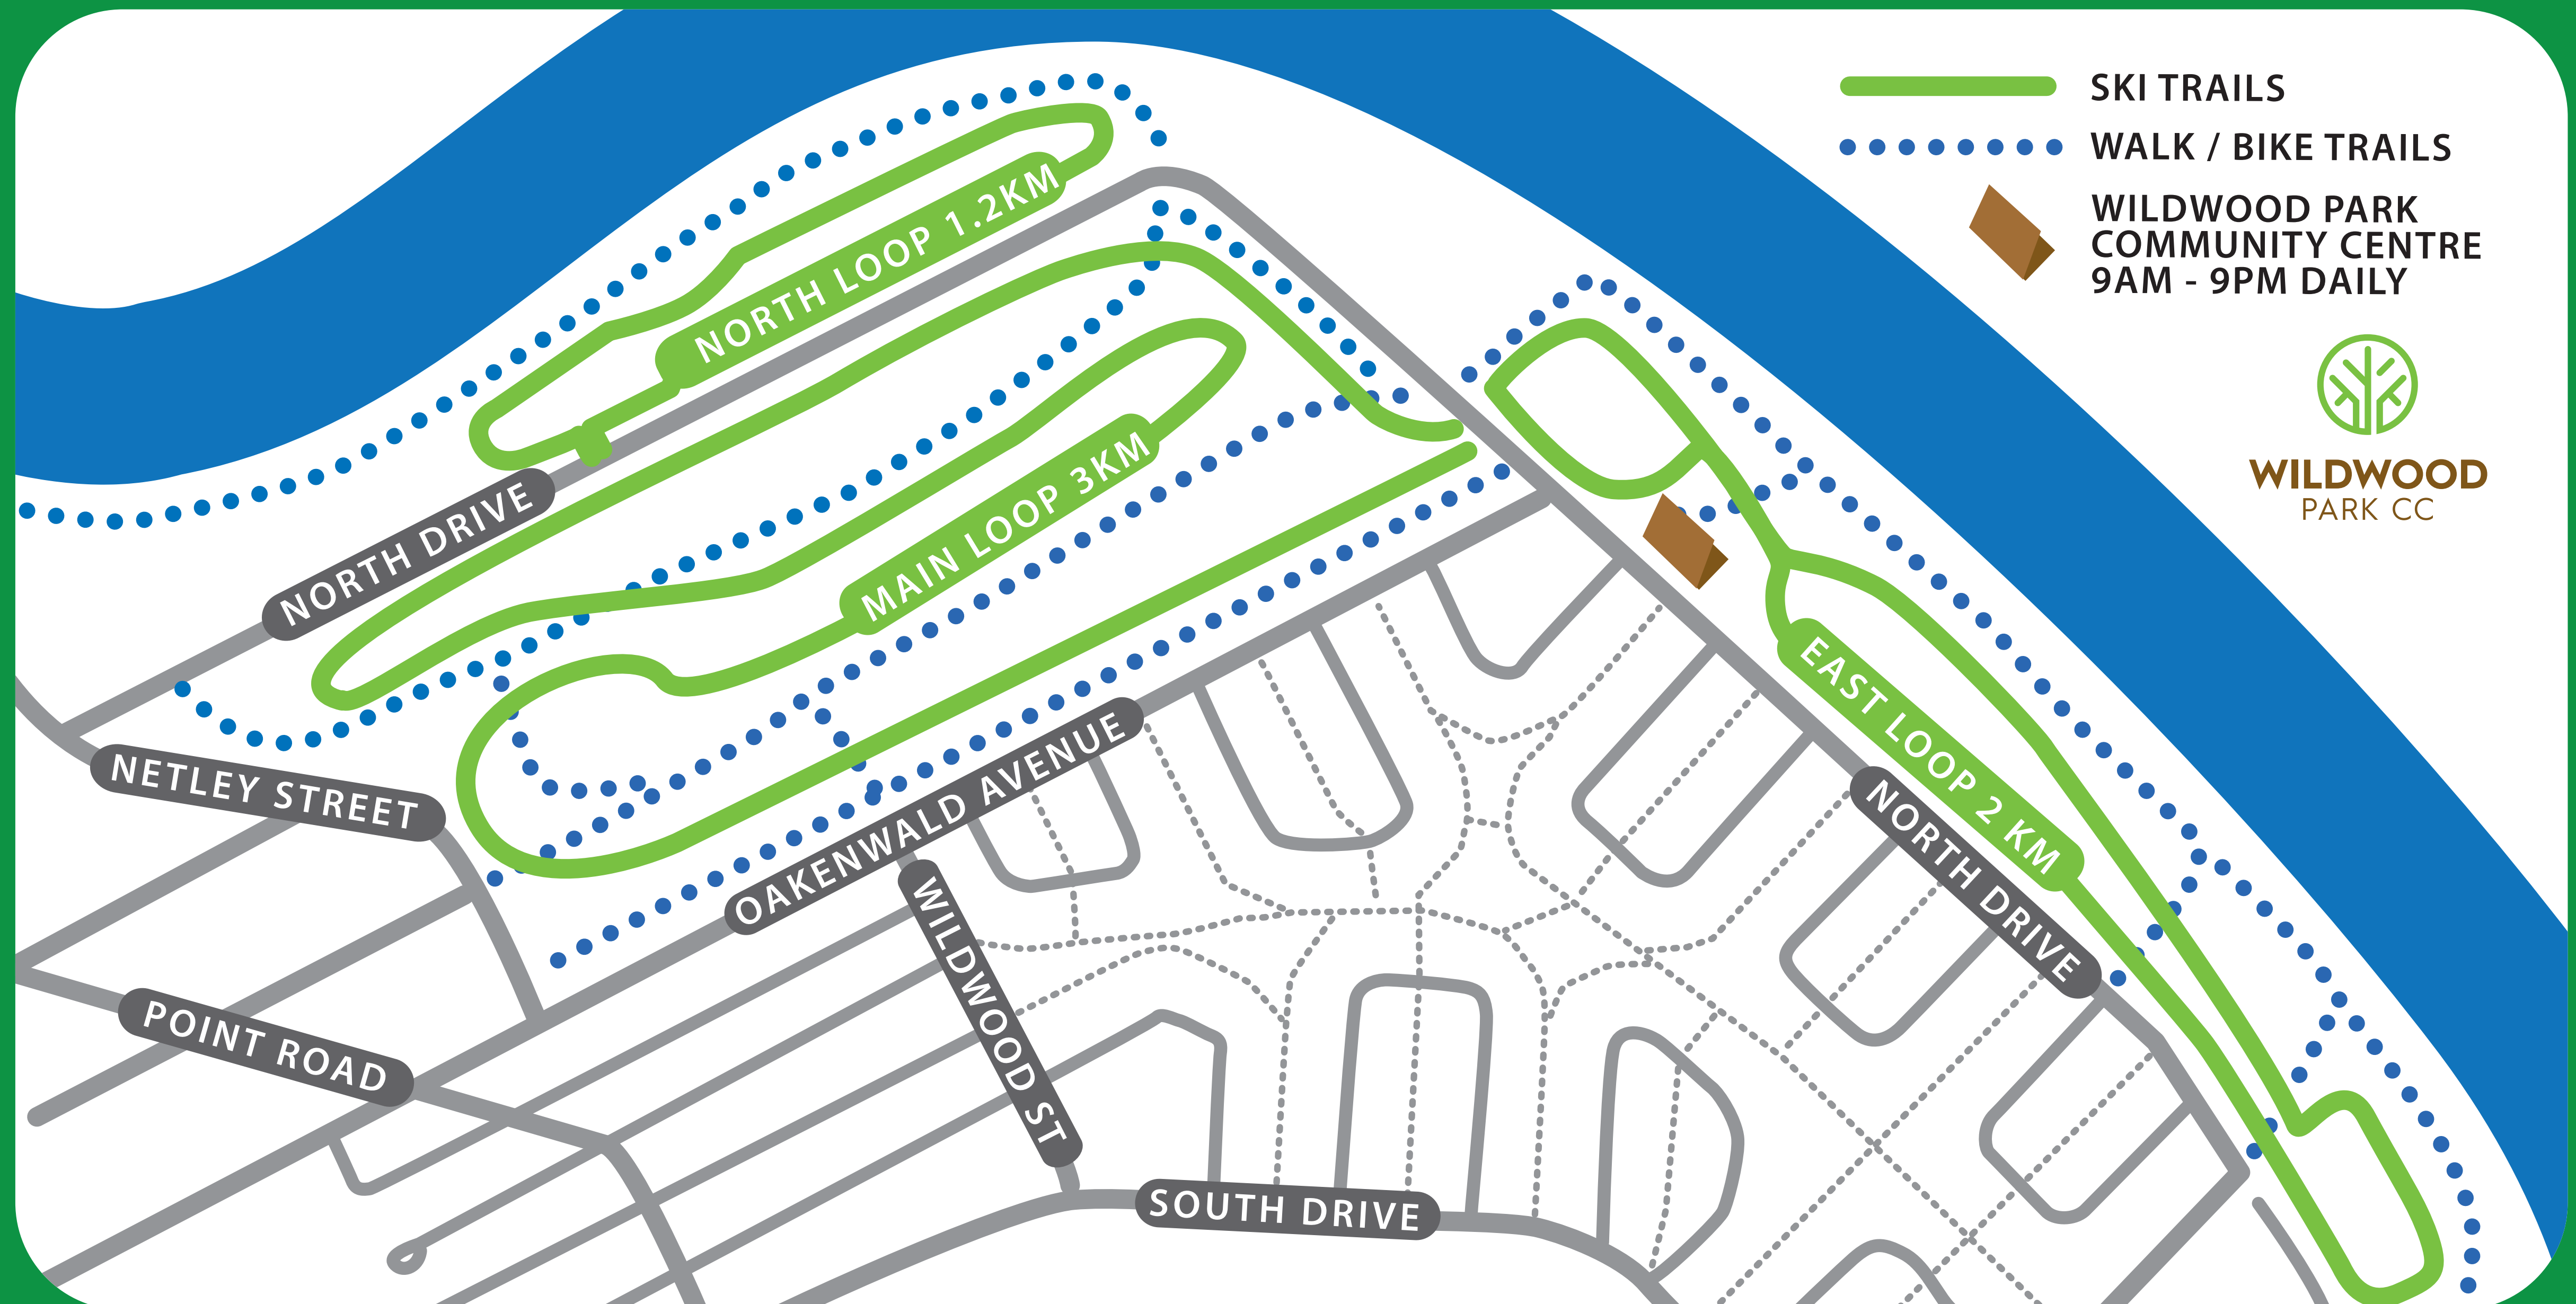 SKI TRAILS
WALK / BIKE TRAILS
WILDWOOD PARK
COMMUNITY CENTRE
9AM - 9PM DAILY
WILDWOOD
PARK CC
NORTH LOOP 1.2KM
NORTH DRIVE
MAIN LOOP 3KM
EAST LOOP 2 KM
NORTH DRIVE
NETLEY STREET
OAKENWALD AVENUE
WILDWOOD ST
POINT ROAD
SOUTH DRIVE